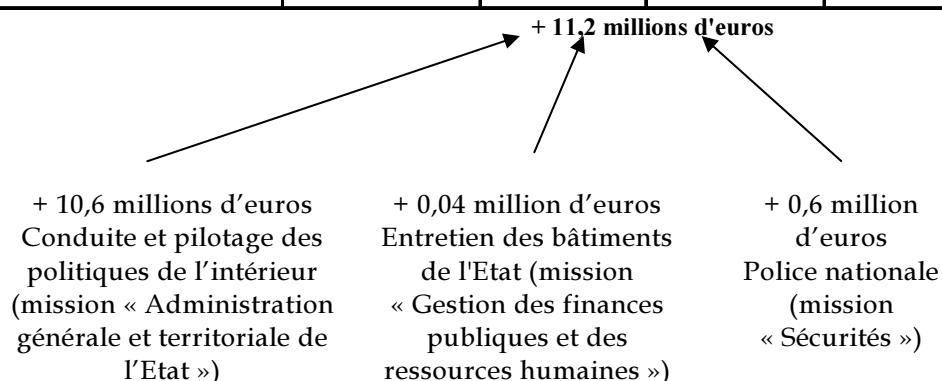 + 11,2 millions d'euros
+ 10,6 millions d’euros
Conduite et pilotage des
politiques de l’intérieur
(mission « Administration
générale et territoriale de
l’Etat »)
+ 0,04 million d’euros
Entretien des bâtiments
de l'Etat (mission
« Gestion des finances
publiques et des
ressources humaines »)
+ 0,6 million
d’euros
Police nationale
(mission
« Sécurités »)